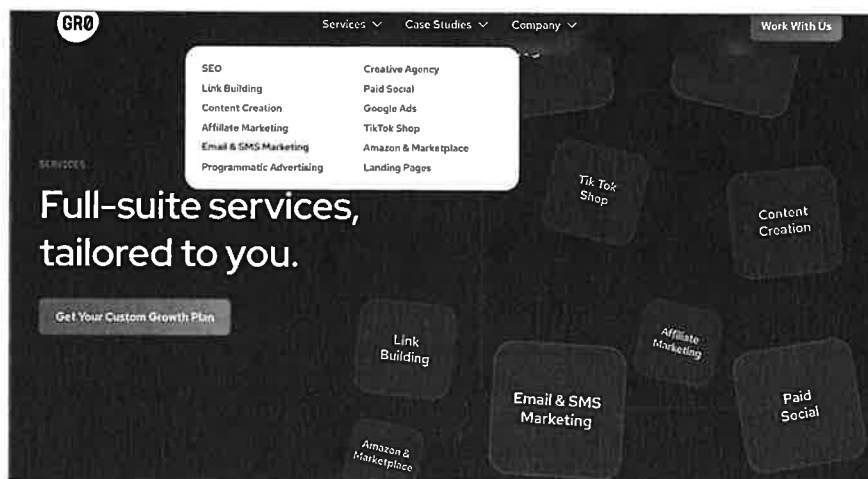 GR0
Services
Case Studies
Company
Work With Us
SEO
Link Building
Content Creation
Affiliate Marketing
Email & SMS Marketing
Programmatic Advertising
Creative Agency
Paid Social
Google Ads
TikTok Shop
Amazon & Marketplace
Landing Pages
SERVICES
Full-suite services,
tailored to you.
Get Your Custom Growth Plan
Tik Tok
Shop
Content
Creation
Link
Building
Affiliate
Marketing
Email & SMS
Marketing
Paid
Social
Amazon &
Marketplace